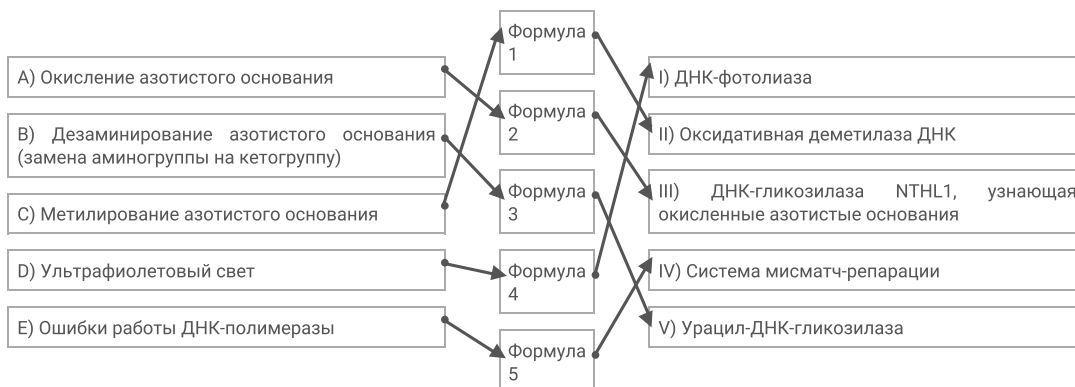 A) Окисление азотистого основания
B) Дезаминирование азотистого основания
(замена аминогруппы на кетогруппу)
C) Метилирование азотистого основания
D) Ультрафиолетовый свет
E) Ошибки работы ДНК-полимеразы
Формула
1
Формула
2
Формула
3
Формула
4
Формула
5
I) ДНК-фотолиаза
II) Оксидативная деметилаза ДНК
III) ДНК-гликозилаза NTHL1, узнающая
окисленные азотистые основания
IV) Система мисматч-репарации
V) Урацил-ДНК-гликозилаза